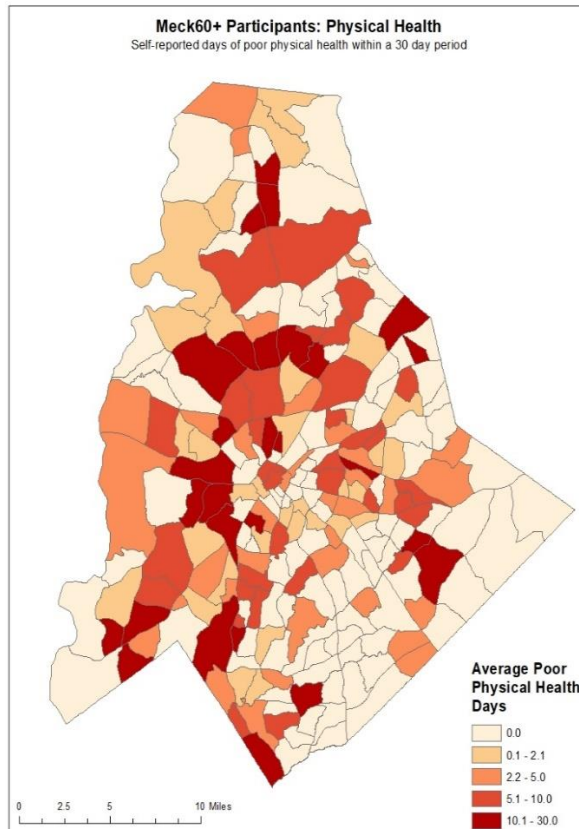 Meck60+ Participants: Physical Health
Self-reported days of poor physical health within a 30 day period
Average Poor
Physical Health
Days
0.0
0.1 - 2.1
2.2 - 5.0
5.1 - 10.0
10.1 - 30.0
0 2.5 5 10 Miles